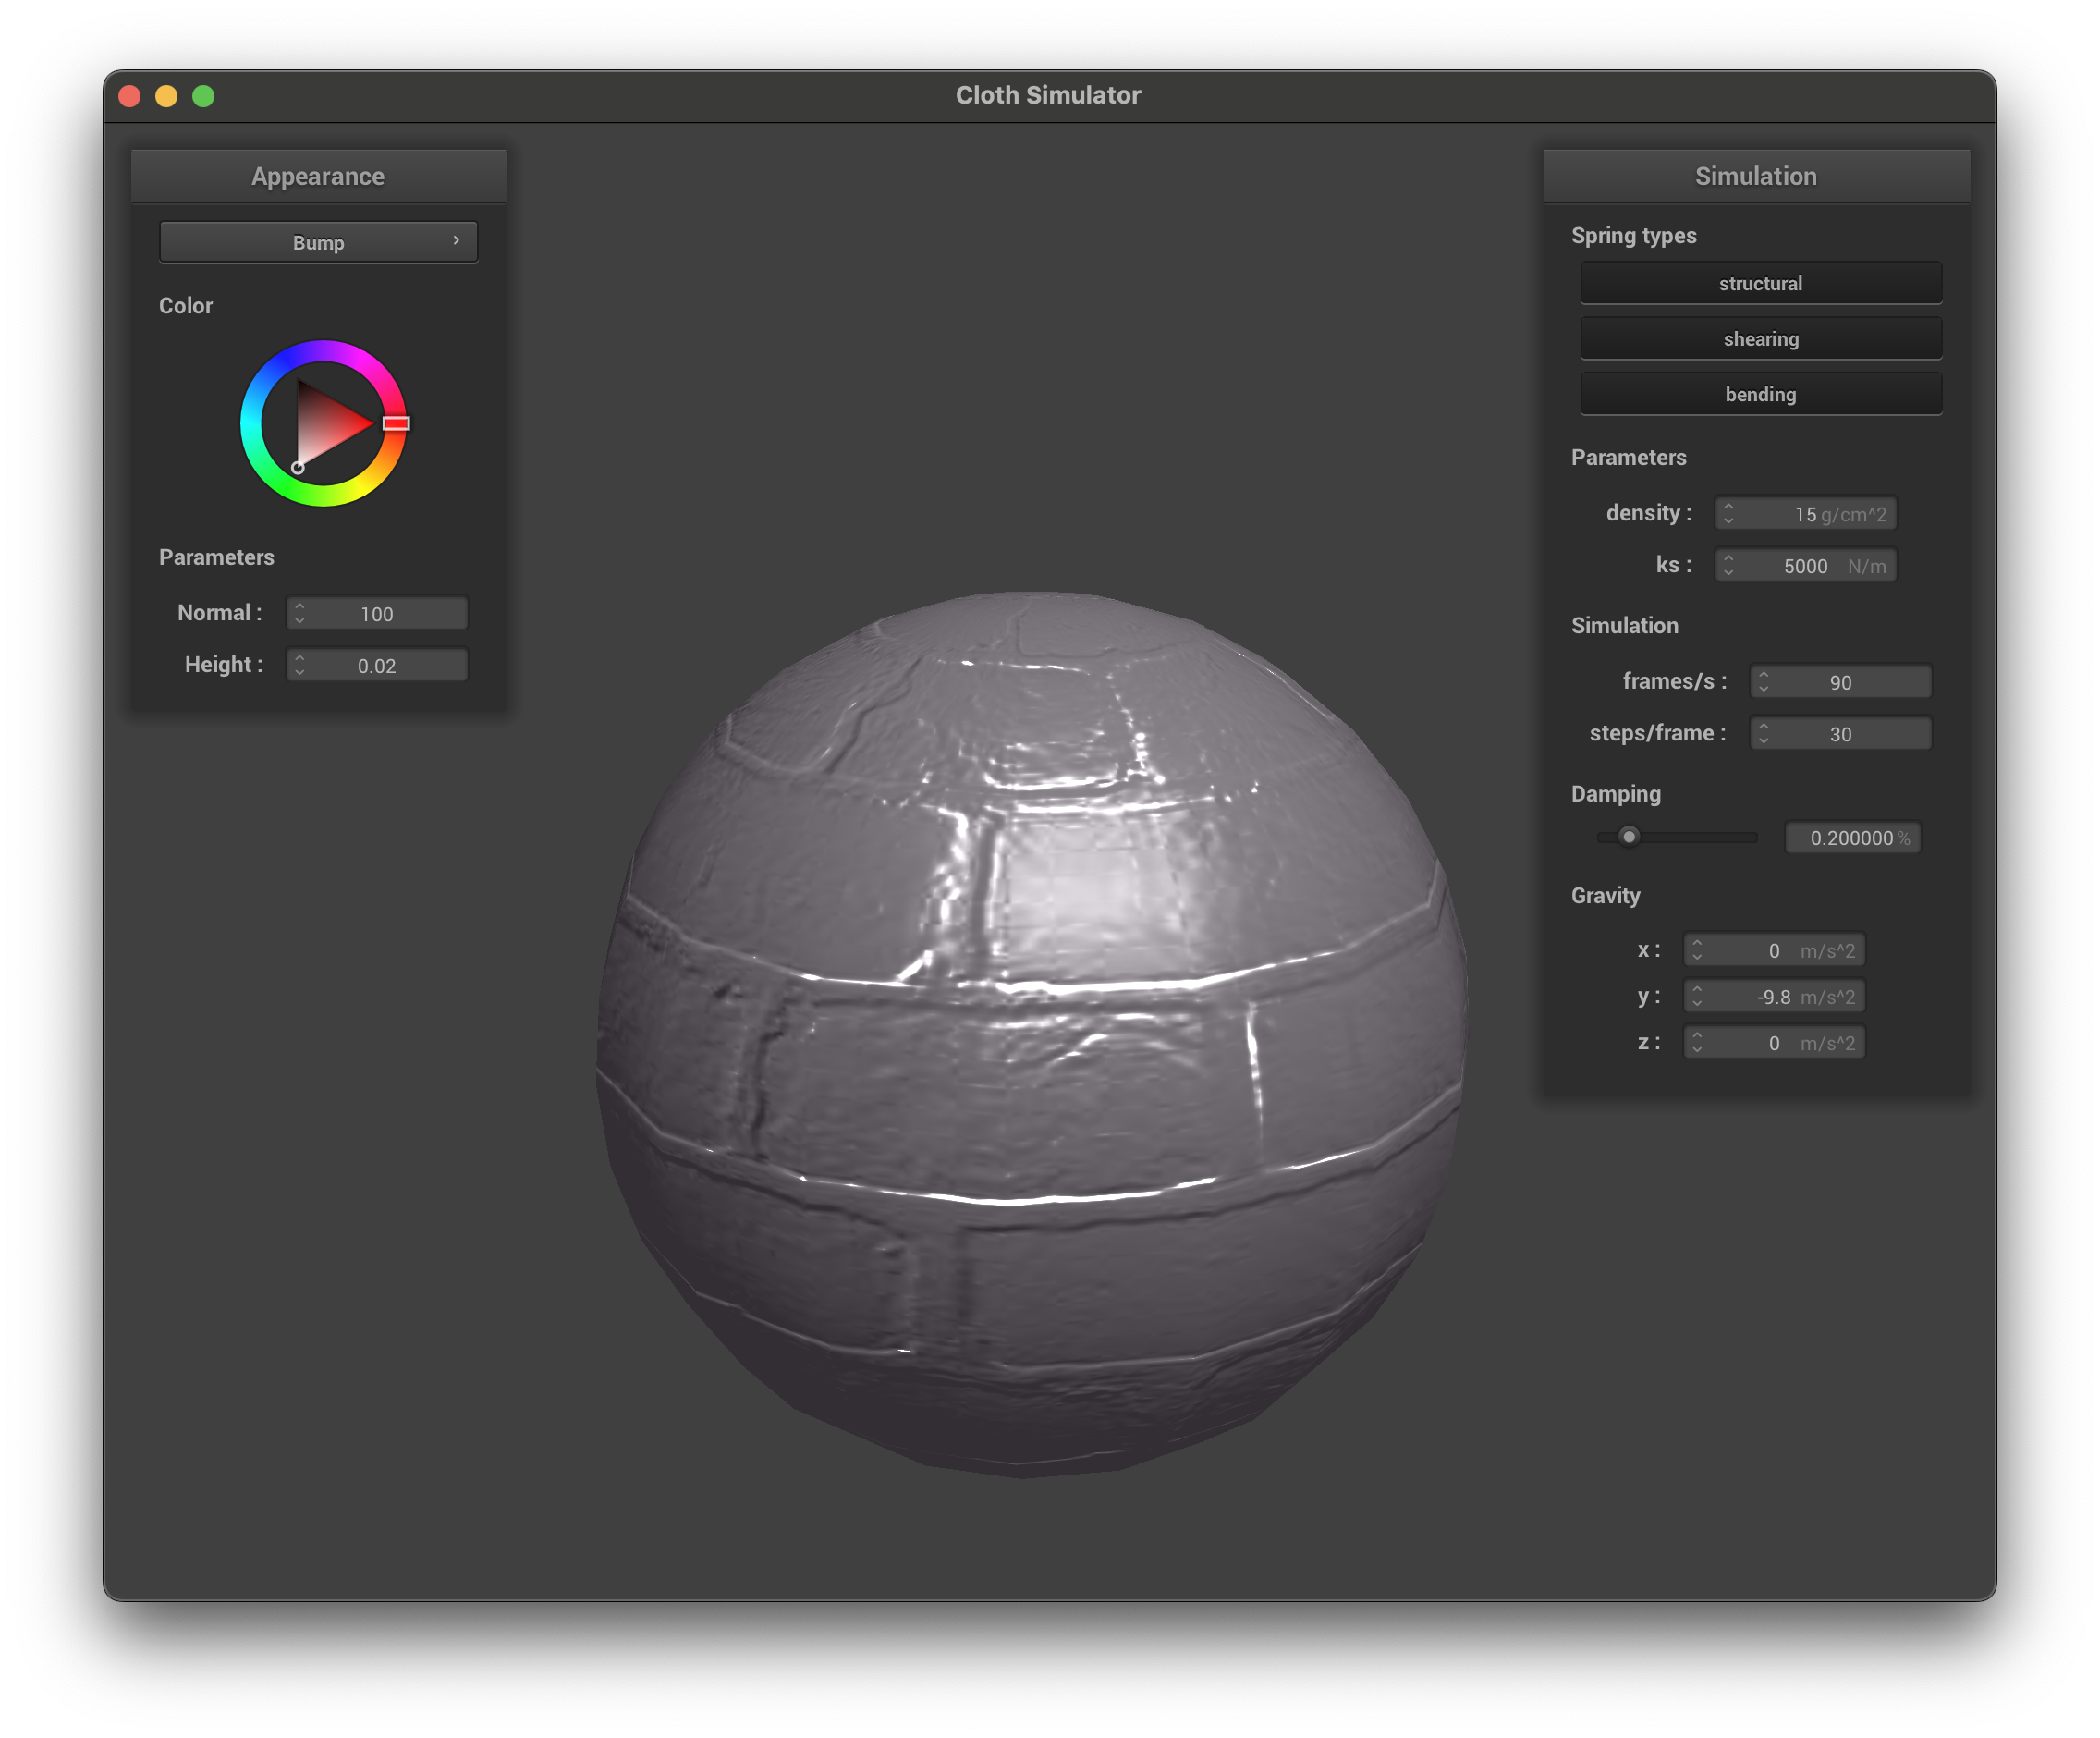 Cloth Simulator
Appearance
Bump
Color
Parameters
Normal : 100
Height : 0.02
Simulation
Spring types
structural
shearing
bending
Parameters
density : 15 g/cm^2
ks : 5000 N/m
Simulation
frames/s : 90
steps/frame : 30
Damping
0.200000 %
Gravity
x : 0 m/s^2
y : -9.8 m/s^2
z : 0 m/s^2